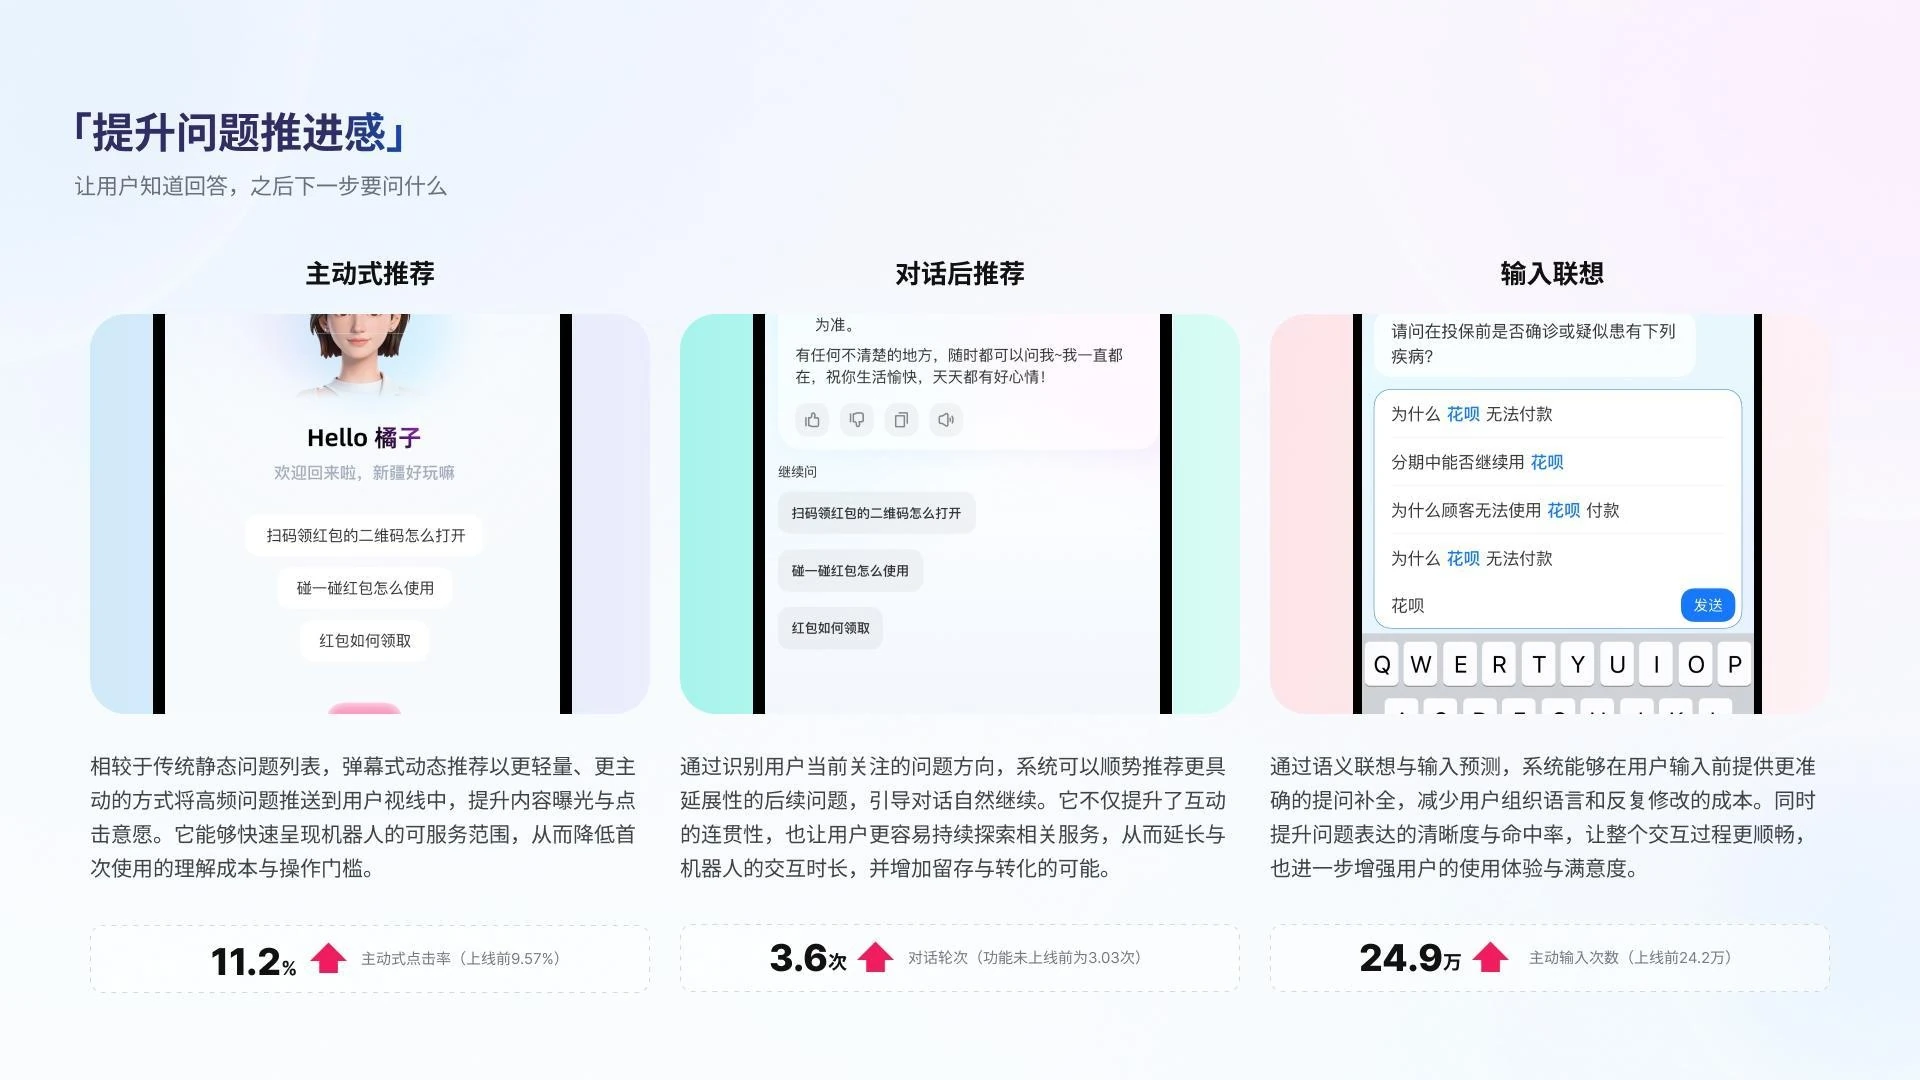 「提升问题推进感」
让用户知道回答，之后下一步要问什么
主动式推荐
Hello 橘子
欢迎回来啦，新疆好玩嘛
扫码领红包的二维码怎么打开
碰一碰红包怎么使用
红包如何领取
相较于传统静态问题列表，弹幕式动态推荐以更轻量、更主
动的方式将高频问题推送到用户视线中，提升内容曝光与点
击意愿。它能够快速呈现机器人的可服务范围，从而降低首
次使用的理解成本与操作门槛。
11.2% 主动式点击率（上线前9.57%）
对话后推荐
为准。
有任何不清楚的地方，随时都可以问我~我一直都
在，祝你生活愉快，天天都有好心情！
继续问
扫码领红包的二维码怎么打开
碰一碰红包怎么使用
红包如何领取
通过识别用户当前关注的问题方向，系统可以顺势推荐更具
延展性的后续问题，引导对话自然继续。它不仅提升了互动
的连贯性，也让用户更容易持续探索相关服务，从而延长与
机器人的交互时长，并增加留存与转化的可能。
3.6次 对话轮次（功能未上线前为3.03次）
输入联想
请问在投保前是否确诊或疑似患有下列
疾病？
为什么 花呗 无法付款
分期中能否继续用 花呗
为什么顾客无法使用 花呗 付款
为什么 花呗 无法付款
花呗 发送
Q W E R T Y U I O P
通过语义联想与输入预测，系统能够在用户输入前提供更准
确的提问补全，减少用户组织语言和反复修改的成本。同时
提升问题表达的清晰度与命中率，让整个交互过程更顺畅，
也进一步增强用户的使用体验与满意度。
24.9万 主动输入次数（上线前24.2万）